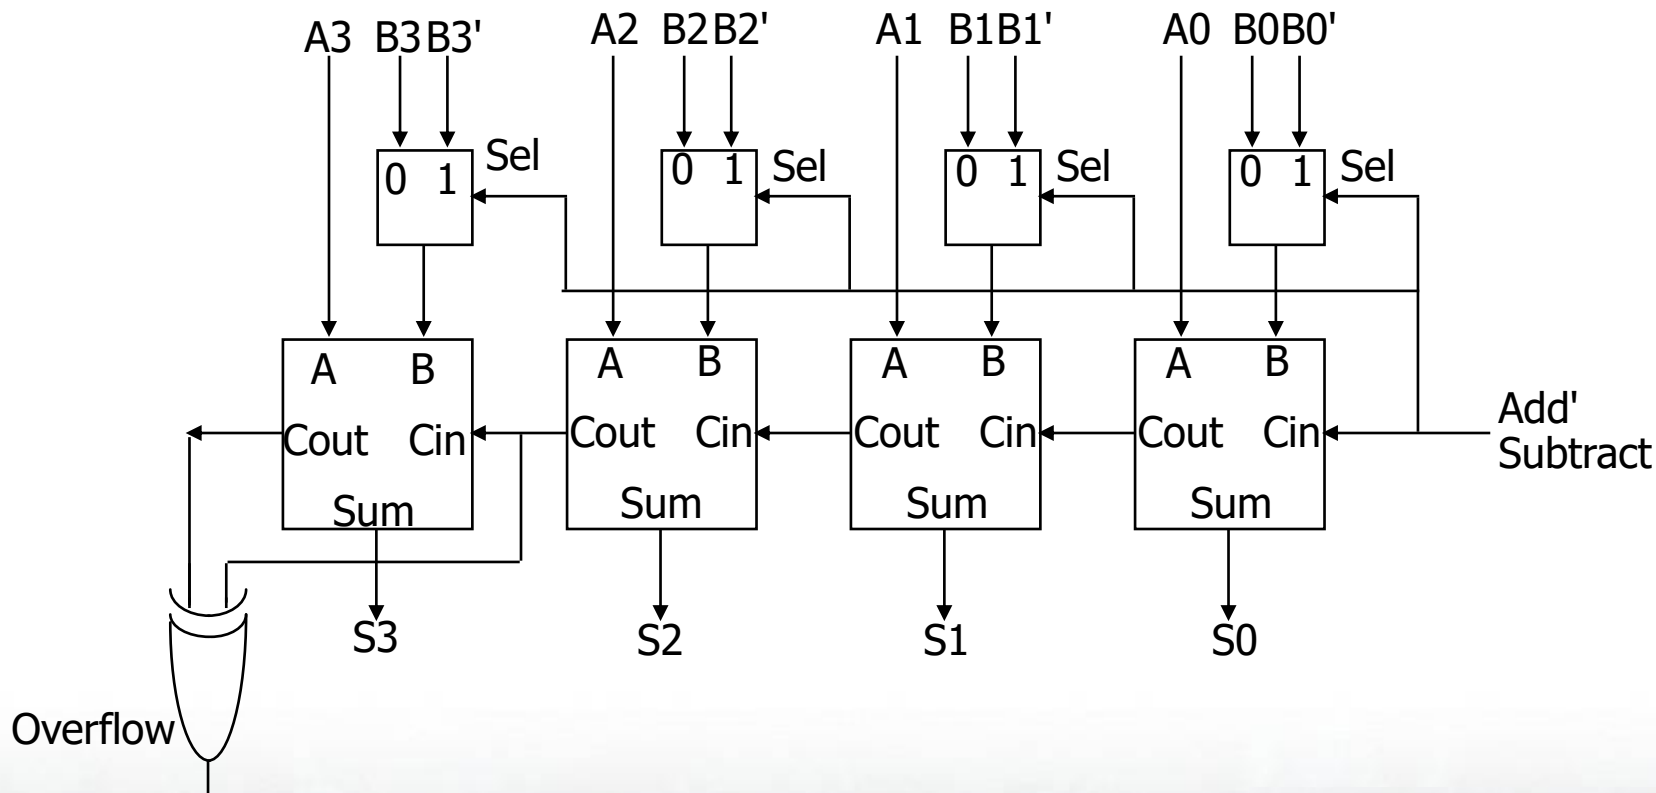 A3 B3 B3' A2 B2 B2' A1 B1 B1' A0 B0 B0'
0 1 Sel 0 1 Sel 0 1 Sel 0 1 Sel
A B A B A B A B
Cout Cin Cout Cin Cout Cin Cout Cin Add'
Subtract
Sum Sum Sum Sum
S3 S2 S1 S0
Overflow